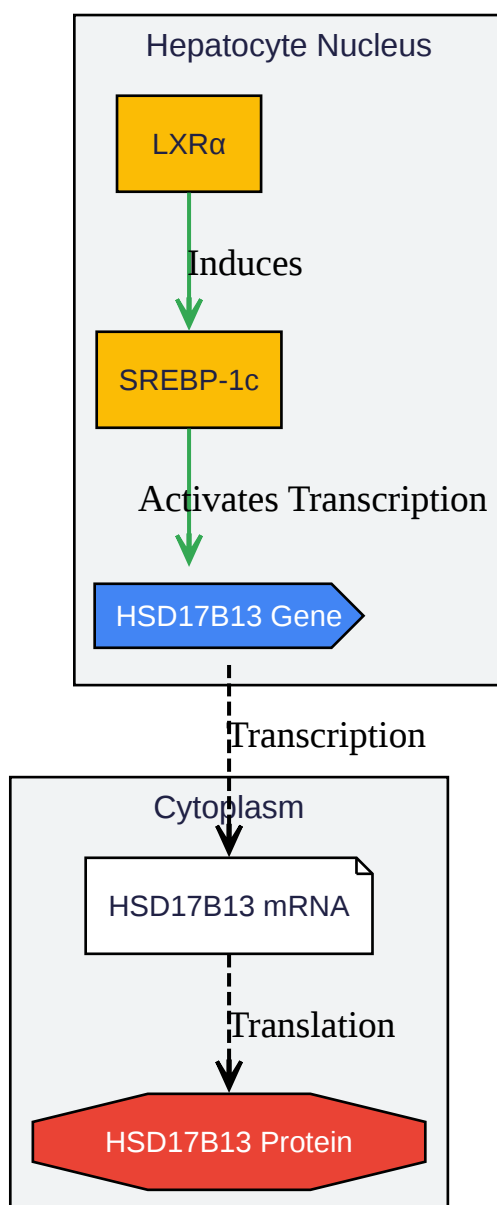 Hepatocyte Nucleus
LXRα
Induces
SREBP-1c
Activates Transcription
HSD17B13 Gene
Transcription
Cytoplasm
HSD17B13 mRNA
Translation
HSD17B13 Protein